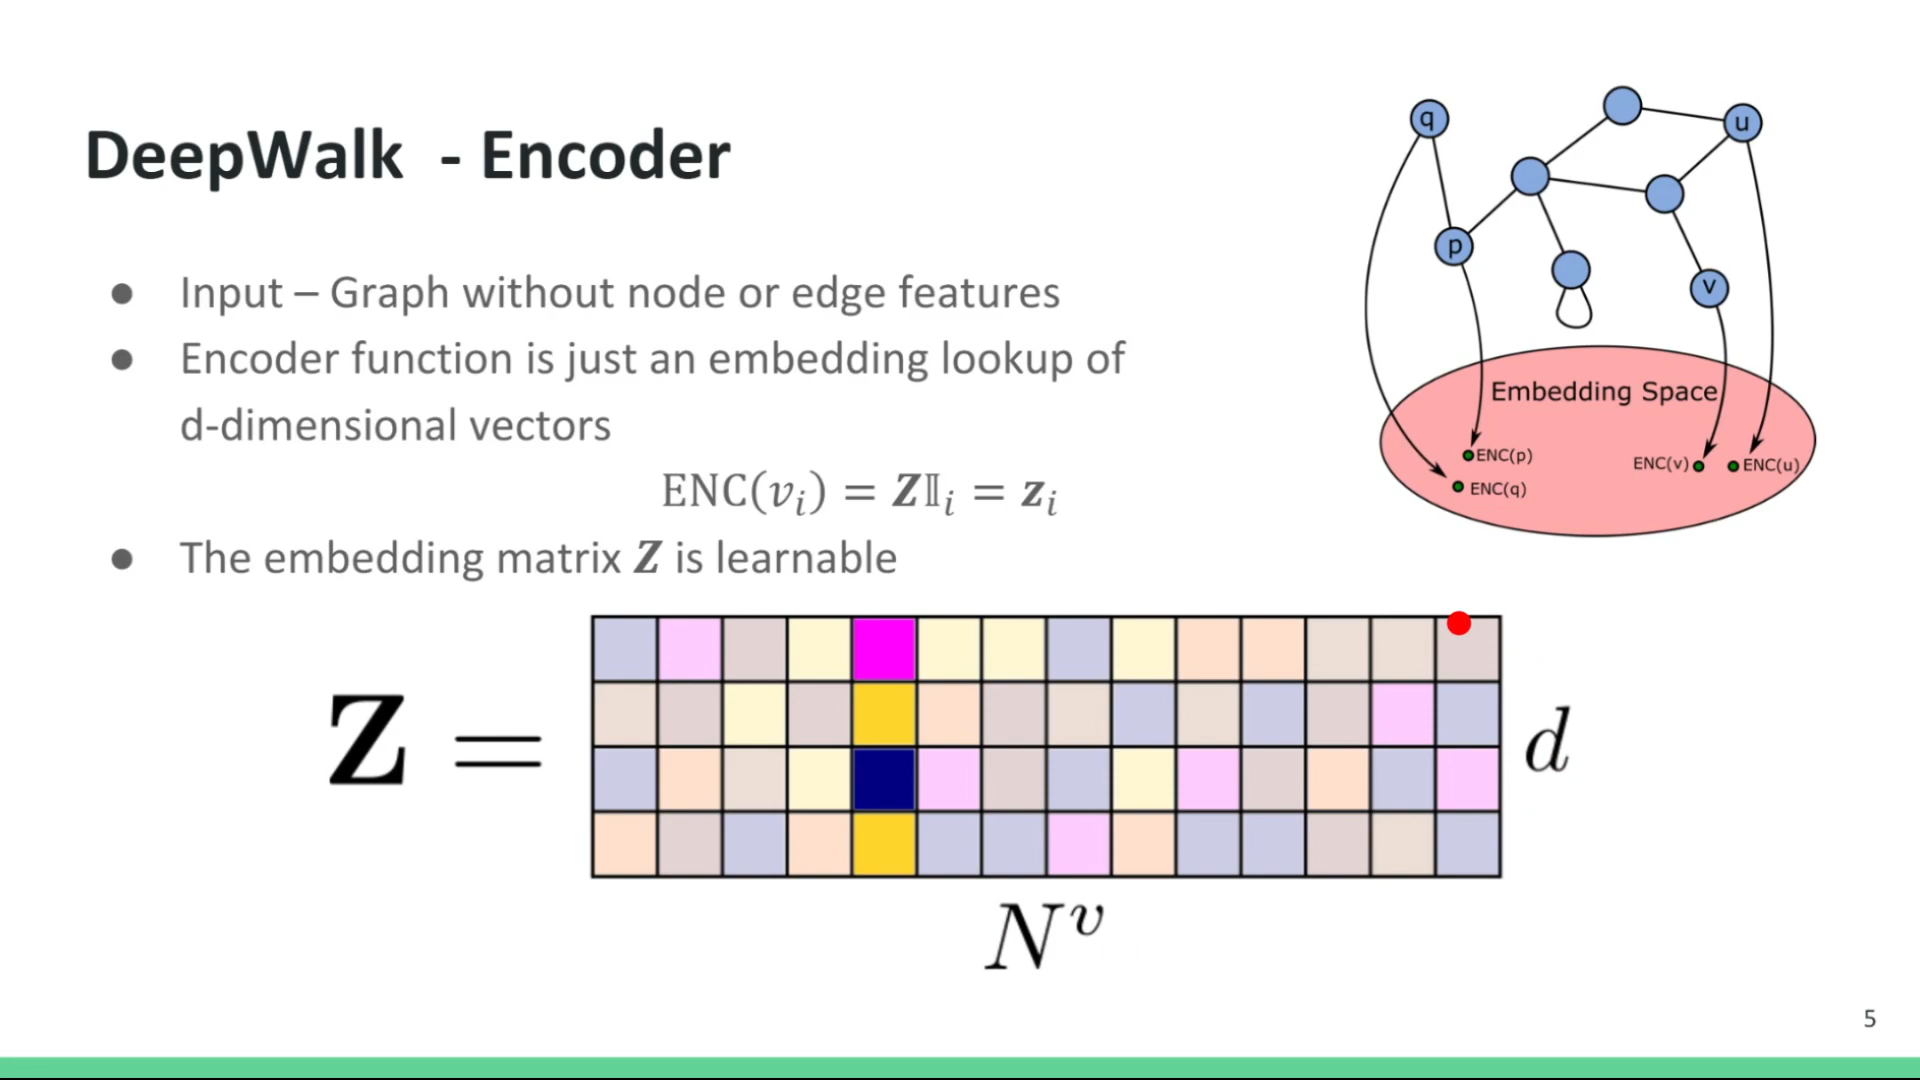 DeepWalk - Encoder
● Input – Graph without node or edge features
● Encoder function is just an embedding lookup of
d-dimensional vectors
ENC(vᵢ) = Z𝕀ᵢ = zᵢ
● The embedding matrix Z is learnable
q
u
p
v
Embedding Space
ENC(p)
ENC(v)
ENC(u)
ENC(q)
Z =
d
Nᵛ
5